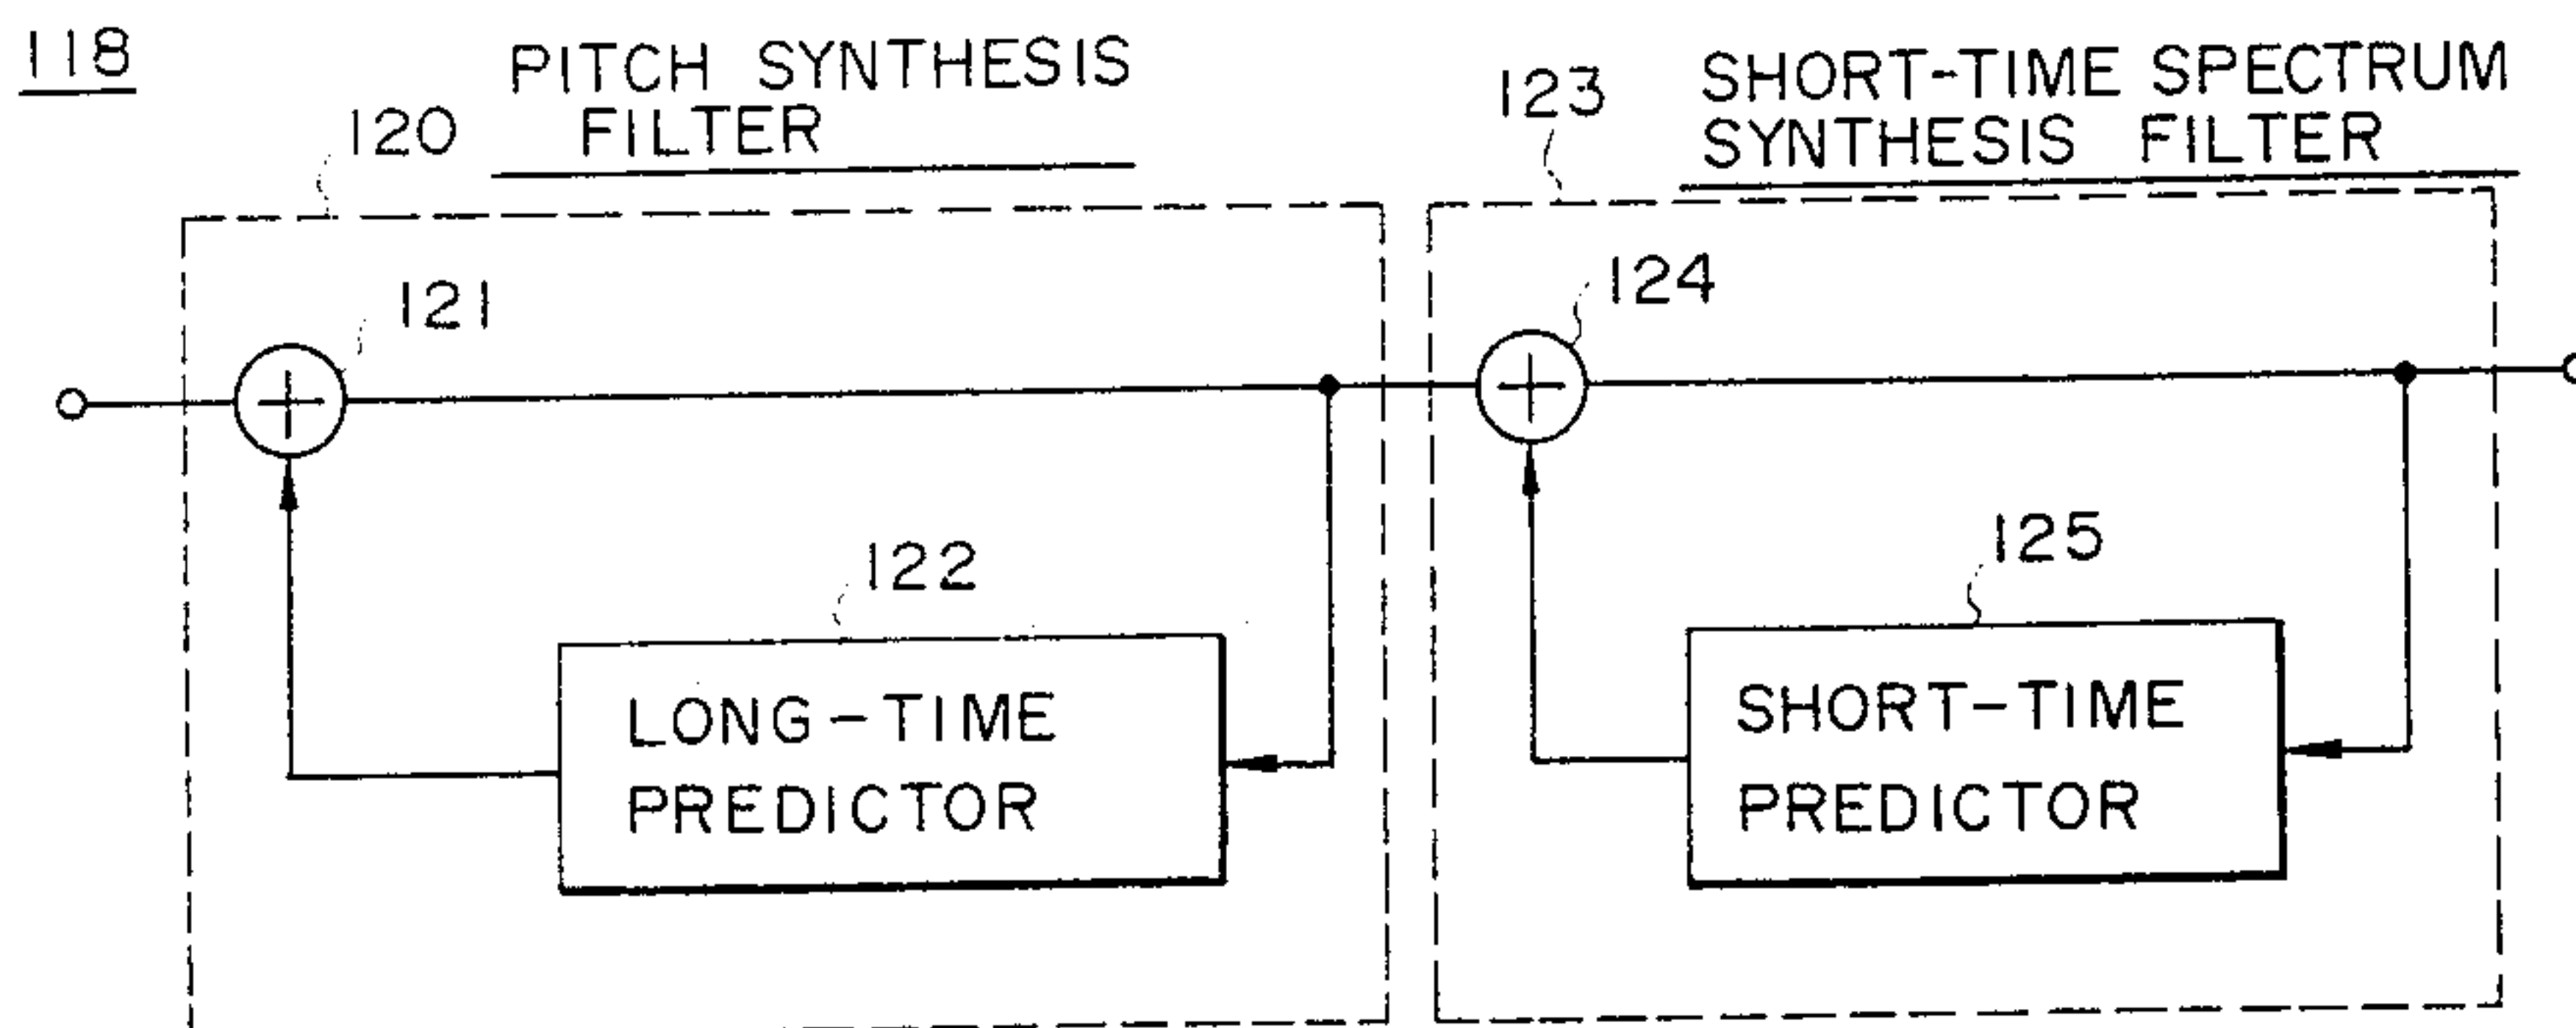 118
PITCH SYNTHESIS
FILTER
120
123
SHORT-TIME SPECTRUM
SYNTHESIS FILTER
121
124
122
LONG-TIME
PREDICTOR
125
SHORT-TIME
PREDICTOR